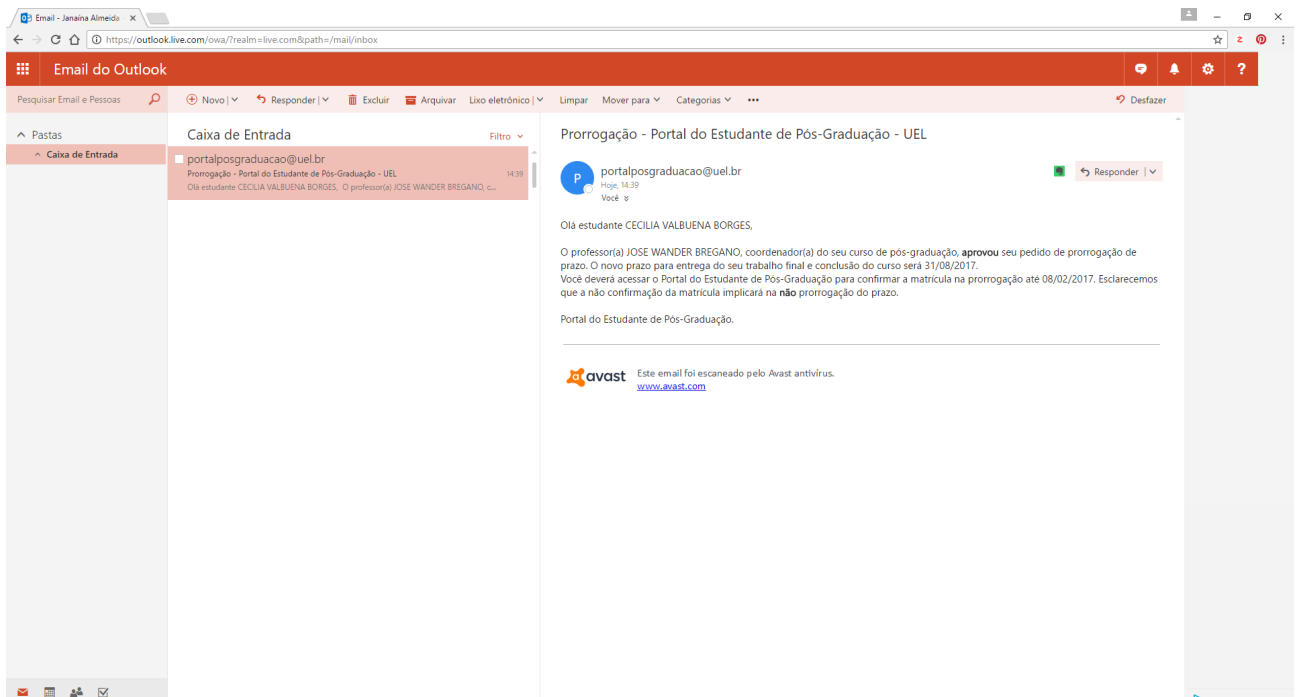 Email - Janaína Almeida
https://outlook.live.com/owa/?realm=live.com&path=/mail/inbox
Email do Outlook
?
Pesquisar Email e Pessoas
Novo
Responder
Excluir
Arquivar
Lixo eletrônico
Limpar
Mover para
Categorias
Desfazer
Pastas
Caixa de Entrada
Caixa de Entrada
Filtro
portalposgraduacao@uel.br
Prorrogação - Portal do Estudante de Pós-Graduação - UEL 14:39
Olá estudante CECILIA VALBUENA BORGES, O professor(a) JOSE WANDER BREGANO, c...
Prorrogação - Portal do Estudante de Pós-Graduação - UEL
P
portalposgraduacao@uel.br
Hoje, 14:39
Você
Responder
Olá estudante CECILIA VALBUENA BORGES,
O professor(a) JOSE WANDER BREGANO, coordenador(a) do seu curso de pós-graduação, aprovou seu pedido de prorrogação de
prazo. O novo prazo para entrega do seu trabalho final e conclusão do curso será 31/08/2017.
Você deverá acessar o Portal do Estudante de Pós-Graduação para confirmar a matrícula na prorrogação até 08/02/2017. Esclarecemos
que a não confirmação da matrícula implicará na não prorrogação do prazo.
Portal do Estudante de Pós-Graduação.
avast
Este email foi escaneado pelo Avast antivírus.
www.avast.com